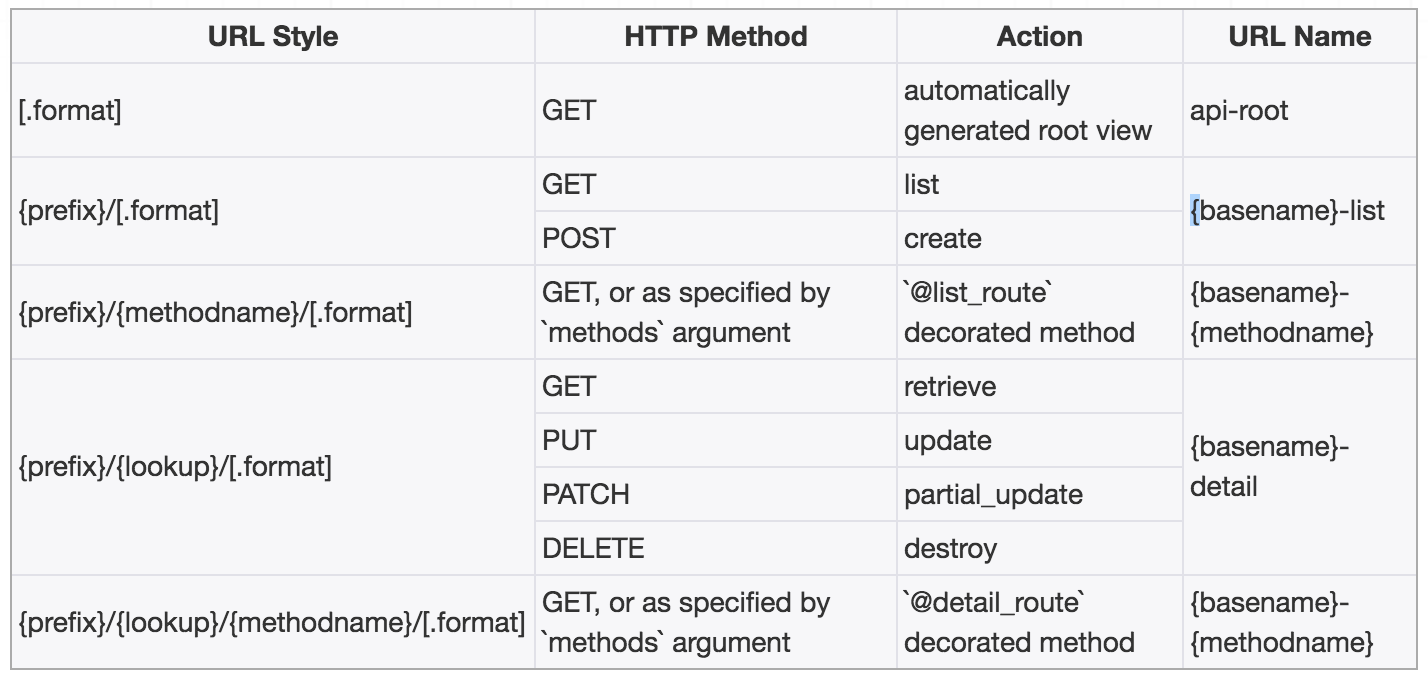 URL Style HTTP Method Action URL Name
[.format] GET automatically
generated root view api-root
{prefix}/[.format] GET list {basename}-list
POST create
{prefix}/{methodname}/[.format] GET, or as specified by
`methods` argument `@list_route`
decorated method {basename}-
{methodname}
{prefix}/{lookup}/[.format] GET retrieve {basename}-
detail
PUT update
PATCH partial_update
DELETE destroy
{prefix}/{lookup}/{methodname}/[.format] GET, or as specified by
`methods` argument `@detail_route`
decorated method {basename}-
{methodname}